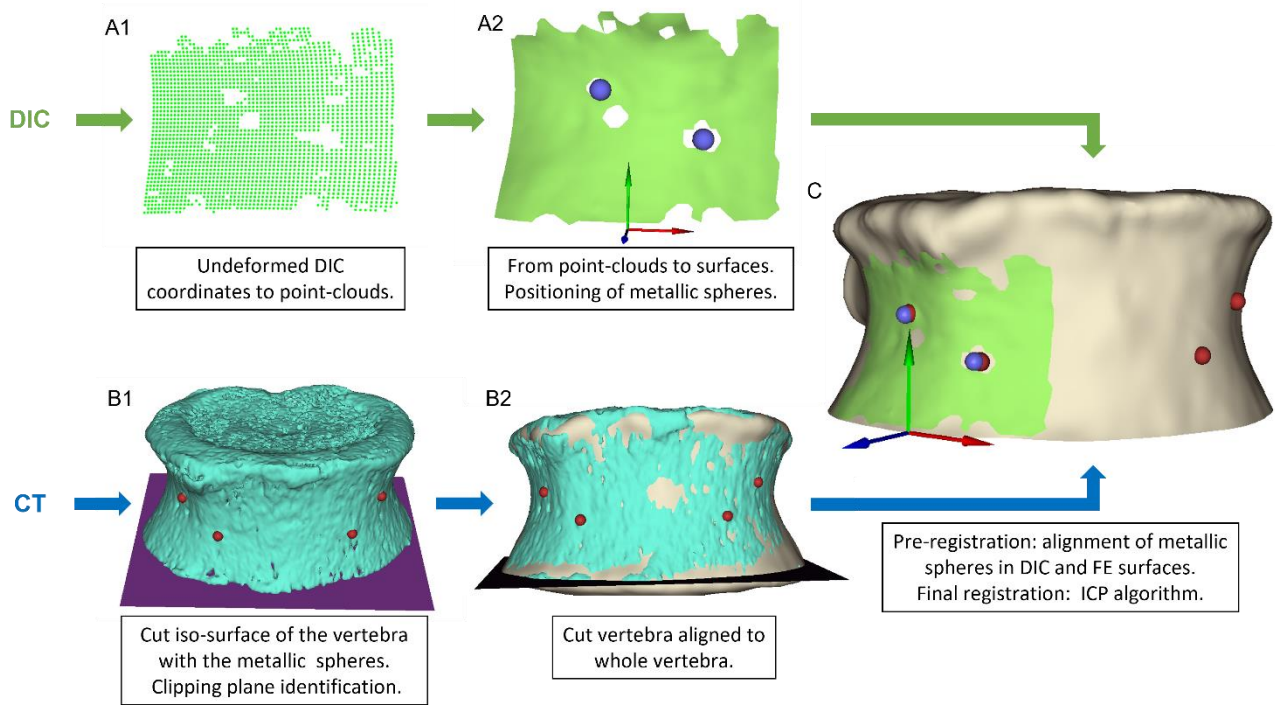 DIC
A1
Undeformed DIC
coordinates to point-clouds.
A2
From point-clouds to surfaces.
Positioning of metallic spheres.
CT
B1
Cut iso-surface of the vertebra
with the metallic spheres.
Clipping plane identification.
B2
Cut vertebra aligned to
whole vertebra.
C
Pre-registration: alignment of metallic
spheres in DIC and FE surfaces.
Final registration: ICP algorithm.